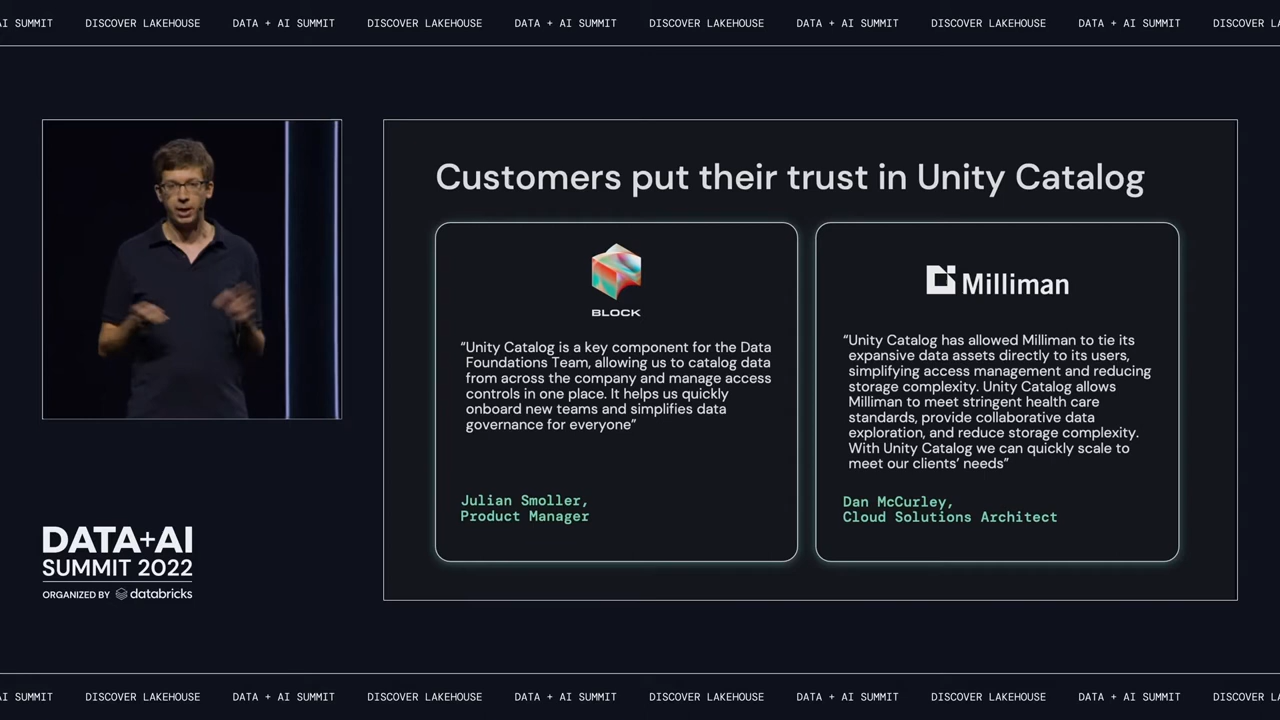 AI SUMMIT DISCOVER LAKEHOUSE DATA + AI SUMMIT DISCOVER LAKEHOUSE DATA + AI SUMMIT DISCOVER LAKEHOUSE DATA + AI SUMMIT DISCOVER LAKEHOUSE DATA + AI SUMMIT DISCOVER LA
Customers put their trust in Unity Catalog
BLOCK
“Unity Catalog is a key component for the Data
Foundations Team, allowing us to catalog data
from across the company and manage access
controls in one place. It helps us quickly
onboard new teams and simplifies data
governance for everyone”
Julian Smoller,
Product Manager
Milliman
“Unity Catalog has allowed Milliman to tie its
expansive data assets directly to its users,
simplifying access management and reducing
storage complexity. Unity Catalog allows
Milliman to meet stringent health care
standards, provide collaborative data
exploration, and reduce storage complexity.
With Unity Catalog we can quickly scale to
meet our clients’ needs”
Dan McCurley,
Cloud Solutions Architect
DATA+AI
SUMMIT 2022
ORGANIZED BY databricks
AI SUMMIT DISCOVER LAKEHOUSE DATA + AI SUMMIT DISCOVER LAKEHOUSE DATA + AI SUMMIT DISCOVER LAKEHOUSE DATA + AI SUMMIT DISCOVER LAKEHOUSE DATA + AI SUMMIT DISCOVER LA